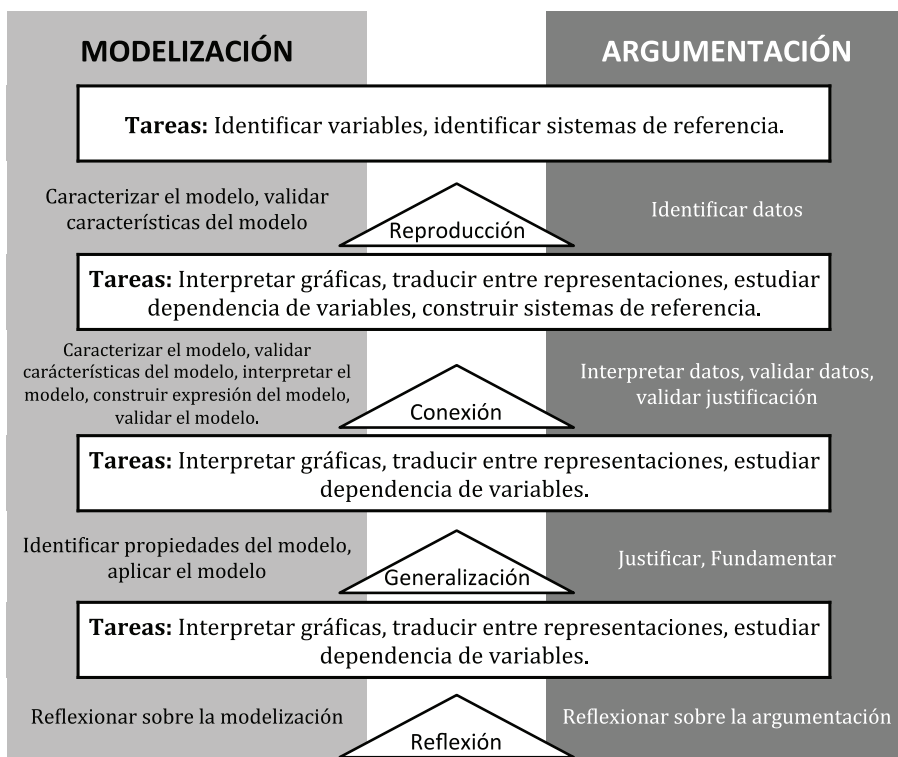 MODELIZACIÓN
ARGUMENTACIÓN
Tareas: Identificar variables, identificar sistemas de referencia.
Caracterizar el modelo, validar
características del modelo
Reproducción
Identificar datos
Tareas: Interpretar gráficas, traducir entre representaciones, estudiar
dependencia de variables, construir sistemas de referencia.
Caracterizar el modelo, validar
carácterísticas del modelo, interpretar el
modelo, construir expresión del modelo,
validar el modelo.
Conexión
Interpretar datos, validar datos,
validar justificación
Tareas: Interpretar gráficas, traducir entre representaciones, estudiar
dependencia de variables.
Identificar propiedades del modelo,
aplicar el modelo
Generalización
Justificar, Fundamentar
Tareas: Interpretar gráficas, traducir entre representaciones, estudiar
dependencia de variables.
Reflexionar sobre la modelización
Reflexión
Reflexionar sobre la argumentación